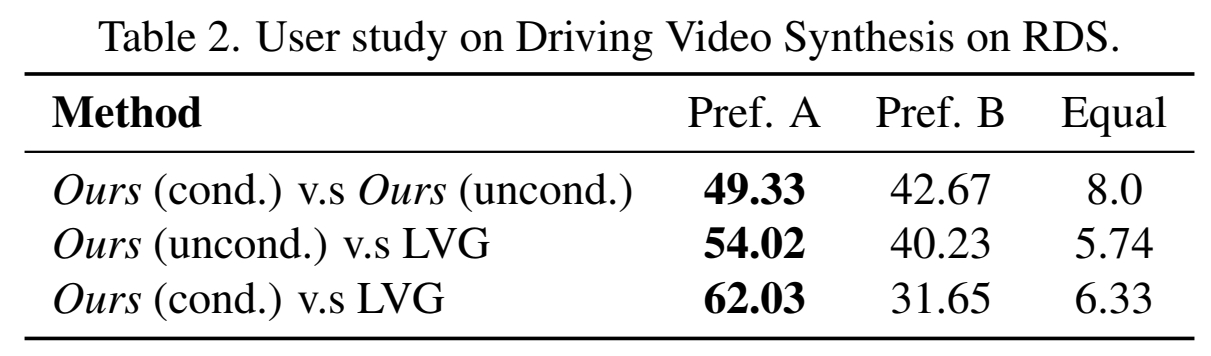 Table 2. User study on Driving Video Synthesis on RDS.
Method Pref. A Pref. B Equal
Ours (cond.) v.s Ours (uncond.) 49.33 42.67 8.0
Ours (uncond.) v.s LVG 54.02 40.23 5.74
Ours (cond.) v.s LVG 62.03 31.65 6.33